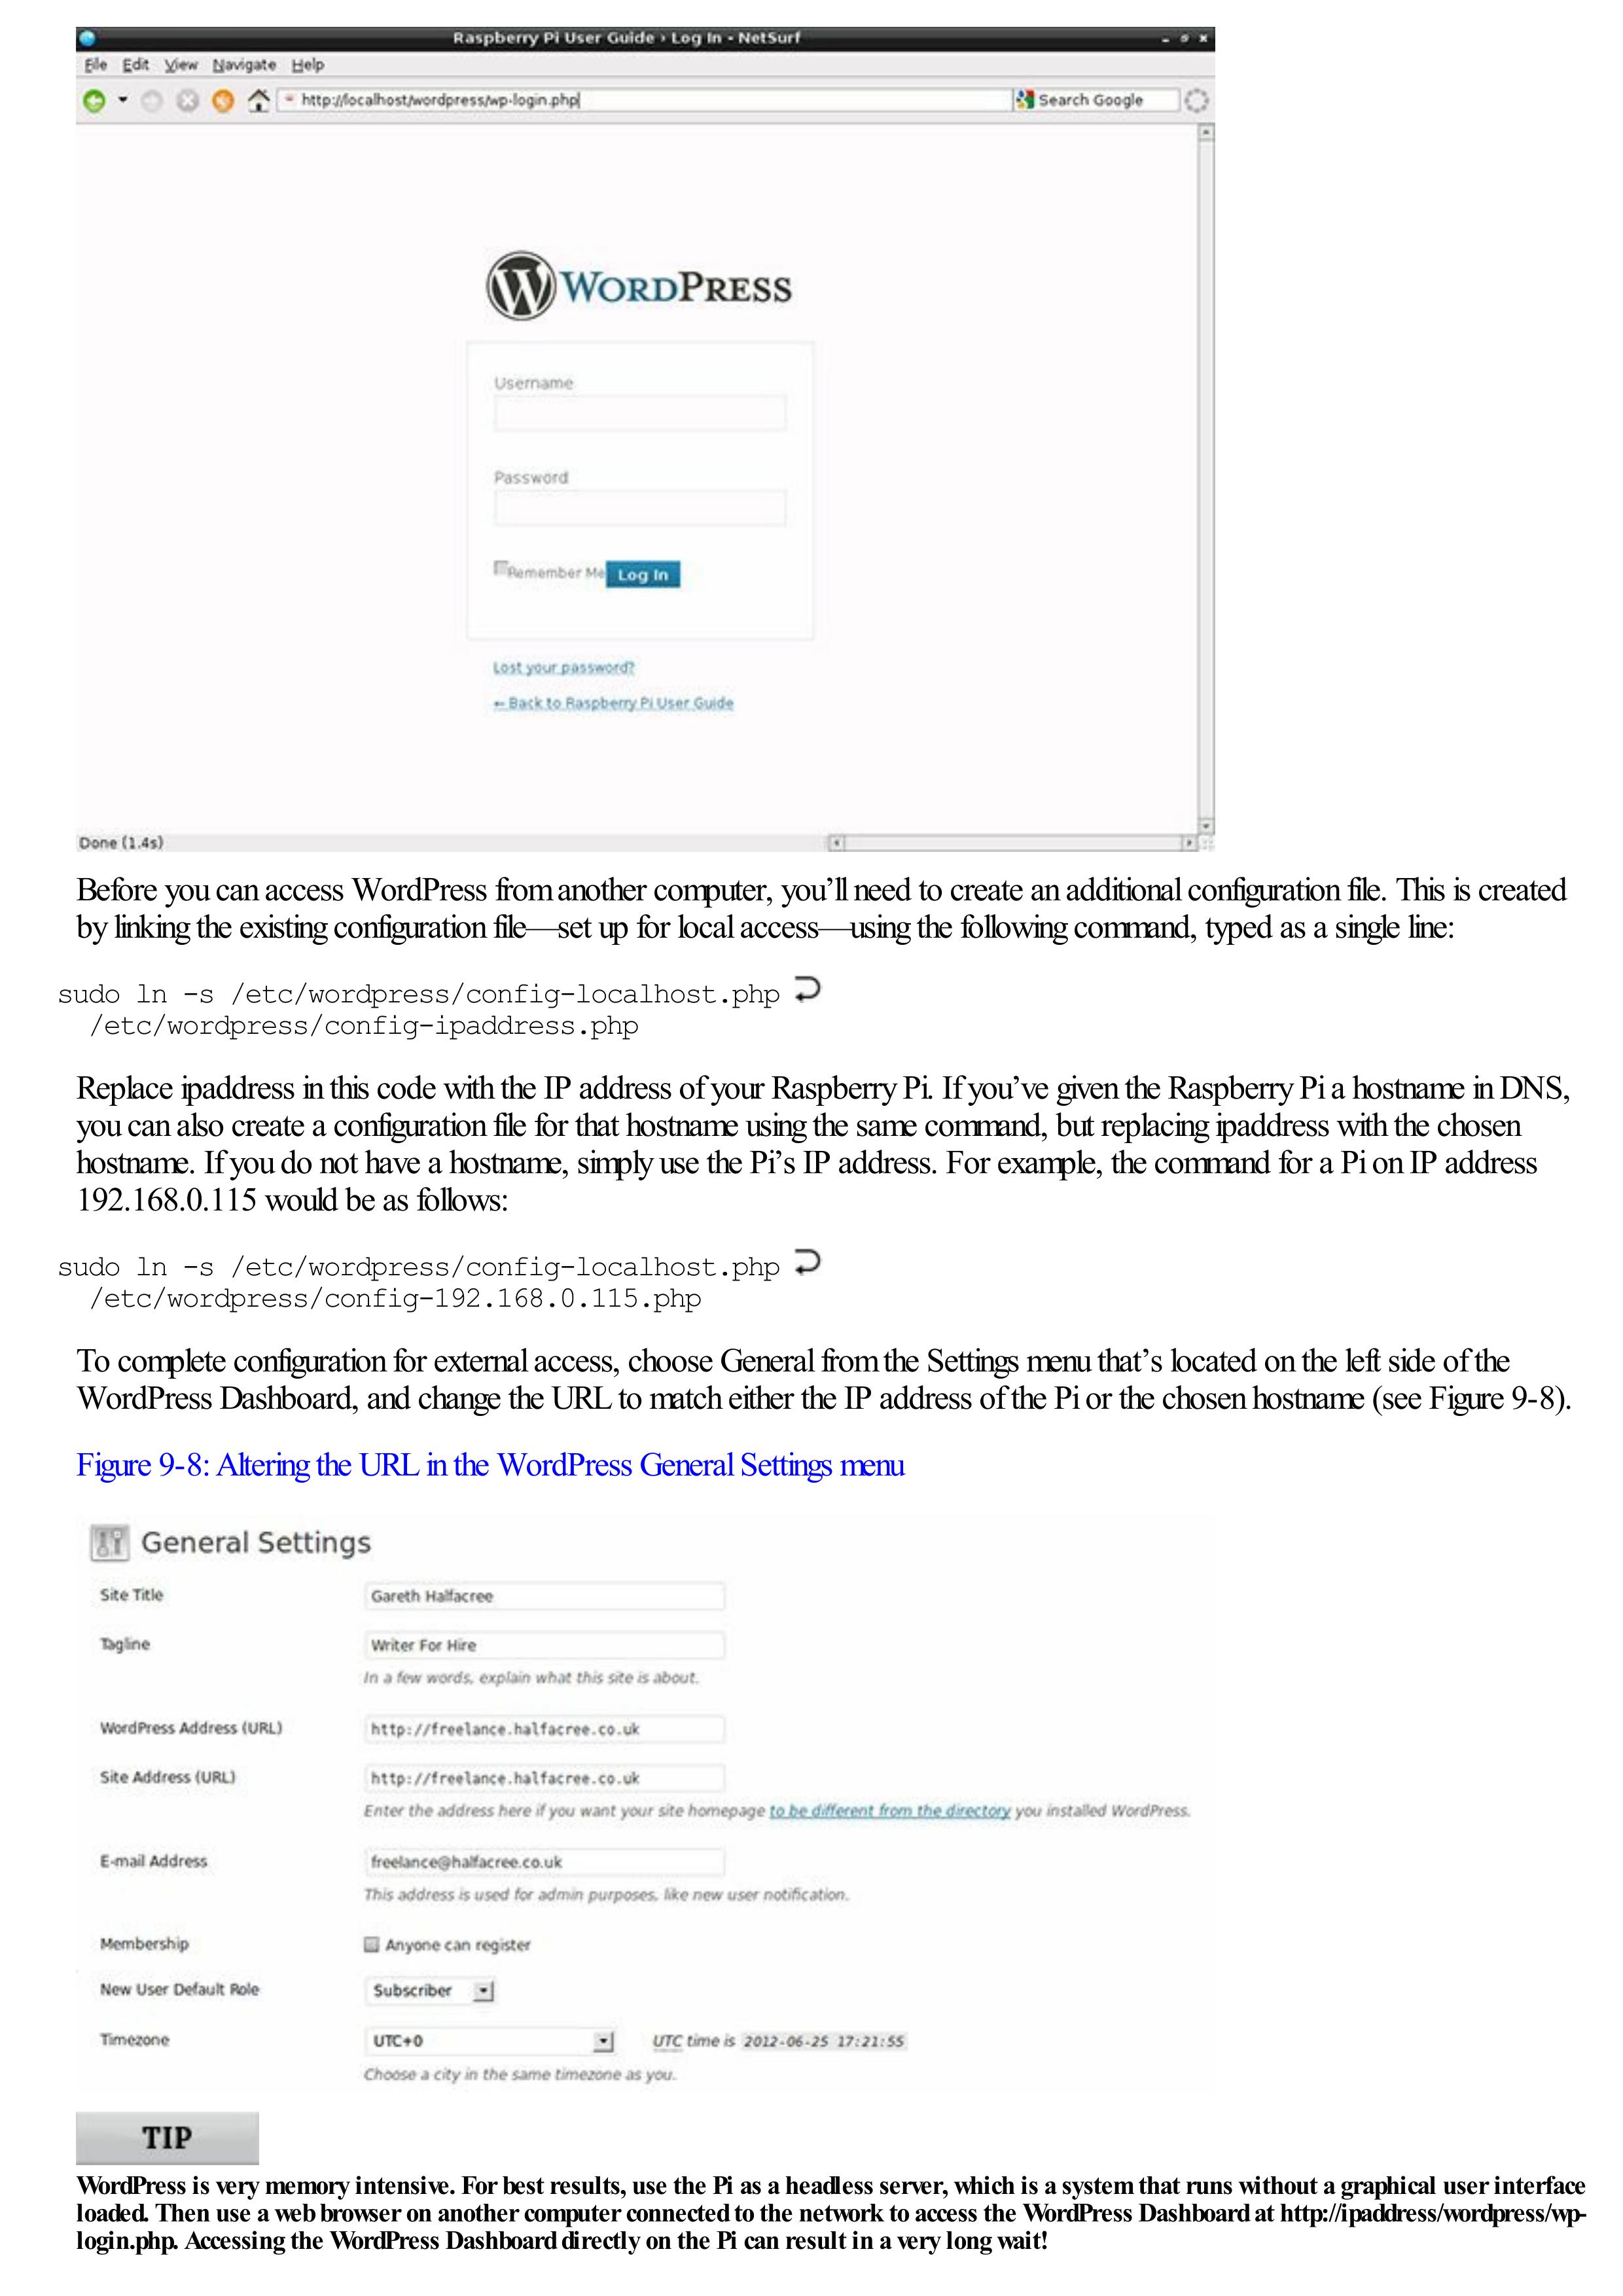 Raspberry Pi User Guide › Log In - NetSurf
File Edit View Navigate Help
http://localhost/wordpress/wp-login.php
Search Google
WORDPRESS
Username
Password
Remember Me
Log In
Lost your password?
← Back to Raspberry Pi User Guide
Done (1.4s)
Before you can access WordPress from another computer, you’ll need to create an additional configuration file. This is created
by linking the existing configuration file—set up for local access—using the following command, typed as a single line:
sudo ln -s /etc/wordpress/config-localhost.php
/etc/wordpress/config-ipaddress.php
Replace ipaddress in this code with the IP address of your Raspberry Pi. If you’ve given the Raspberry Pi a hostname in DNS,
you can also create a configuration file for that hostname using the same command, but replacing ipaddress with the chosen
hostname. If you do not have a hostname, simply use the Pi’s IP address. For example, the command for a Pi on IP address
192.168.0.115 would be as follows:
sudo ln -s /etc/wordpress/config-localhost.php
/etc/wordpress/config-192.168.0.115.php
To complete configuration for external access, choose General from the Settings menu that’s located on the left side of the
WordPress Dashboard, and change the URL to match either the IP address of the Pi or the chosen hostname (see Figure 9-8).
Figure 9-8: Altering the URL in the WordPress General Settings menu
General Settings
Site Title Gareth Halfacree
Tagline Writer For Hire
In a few words, explain what this site is about.
WordPress Address (URL) http://freelance.halfacree.co.uk
Site Address (URL) http://freelance.halfacree.co.uk
Enter the address here if you want your site homepage to be different from the directory you installed WordPress.
E-mail Address freelance@halfacree.co.uk
This address is used for admin purposes, like new user notification.
Membership Anyone can register
New User Default Role Subscriber
Timezone UTC+0 UTC time is 2012-06-25 17:21:55
Choose a city in the same timezone as you.
TIP
WordPress is very memory intensive. For best results, use the Pi as a headless server, which is a system that runs without a graphical user interface
loaded. Then use a web browser on another computer connected to the network to access the WordPress Dashboard at http://ipaddress/wordpress/wp-
login.php. Accessing the WordPress Dashboard directly on the Pi can result in a very long wait!